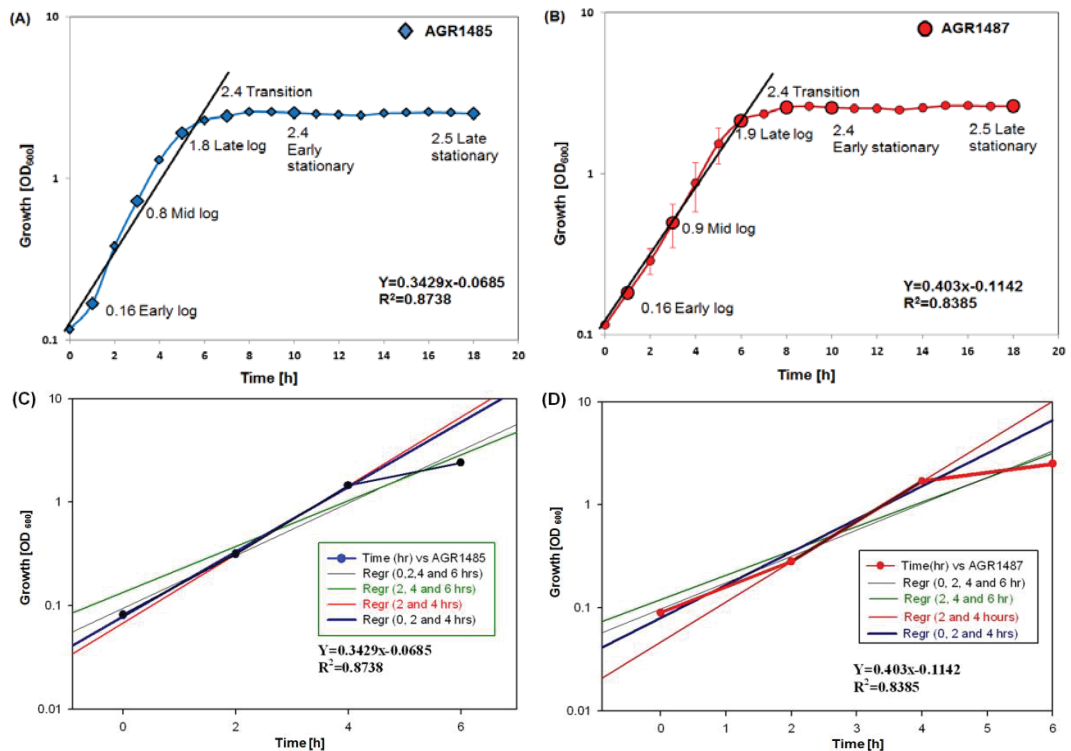 (A)
AGR1485
10
1
0.1
Growth [OD600]
2.4 Transition
1.8 Late log
2.4
Early
stationary
2.5 Late
stationary
0.8 Mid log
0.16 Early log
Y=0.3429x-0.0685
R²=0.8738
0 2 4 6 8 10 12 14 16 18 20
Time [h]
(B)
AGR1487
10
1
0.1
Growth [OD600]
2.4 Transition
1.9 Late log
2.4
Early stationary
2.5 Late
stationary
0.9 Mid log
0.16 Early log
Y=0.403x-0.1142
R²=0.8385
0 2 4 6 8 10 12 14 16 18 20
Time [h]
(C)
10
1
0.1
0.01
Growth [OD 600]
Time (hr) vs AGR1485
Regr (0,2,4 and 6 hrs)
Regr (2, 4 and 6 hrs)
Regr (2 and 4 hrs)
Regr (0, 2 and 4 hrs)
Y=0.3429x-0.0685
R²=0.8738
0 2 4 6
Time [h]
(D)
10
1
0.1
0.01
Growth [OD 600]
Time(hr) vs AGR1487
Regr (0, 2, 4 and 6 hr)
Regr (2, 4 and 6 hr)
Regr (2 and 4 hours)
Regr (0, 2 and 4 hrs)
Y=0.403x-0.1142
R²=0.8385
0 1 2 3 4 5 6
Time [h]